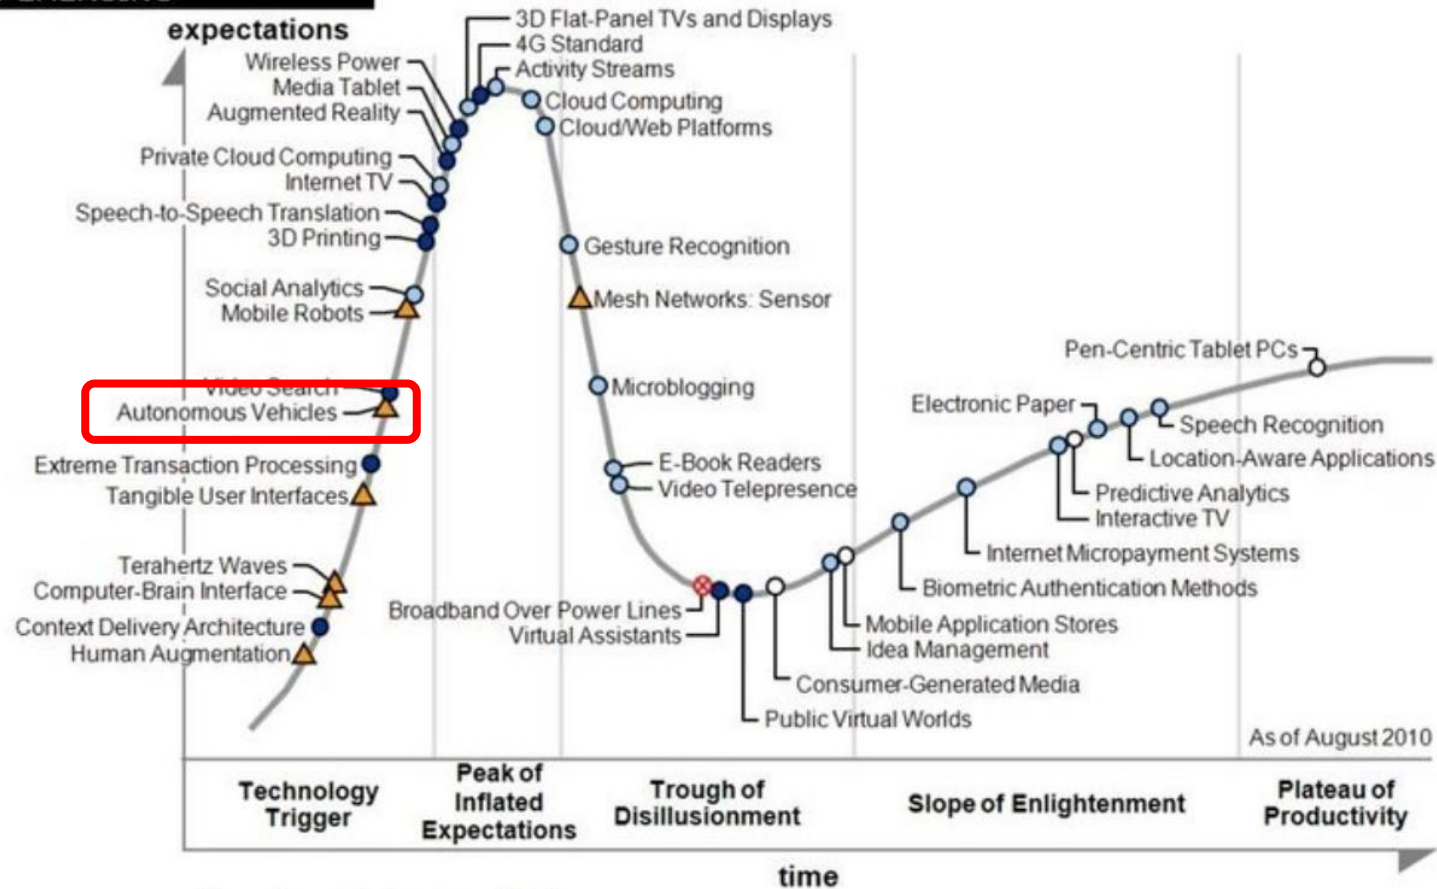 expectations
3D Flat-Panel TVs and Displays
4G Standard
Activity Streams
Wireless Power
Media Tablet
Augmented Reality
Cloud Computing
Cloud/Web Platforms
Private Cloud Computing
Internet TV
Speech-to-Speech Translation
3D Printing
Gesture Recognition
Social Analytics
Mobile Robots
Mesh Networks: Sensor
Video Search
Autonomous Vehicles
Microblogging
Extreme Transaction Processing
Tangible User Interfaces
E-Book Readers
Video Telepresence
Terahertz Waves
Computer-Brain Interface
Context Delivery Architecture
Human Augmentation
Broadband Over Power Lines
Virtual Assistants
Public Virtual Worlds
Consumer-Generated Media
Idea Management
Mobile Application Stores
Biometric Authentication Methods
Internet Micropayment Systems
Interactive TV
Predictive Analytics
Electronic Paper
Location-Aware Applications
Speech Recognition
Pen-Centric Tablet PCs
As of August 2010
Technology
Trigger
Peak of
Inflated
Expectations
Trough of
Disillusionment
Slope of Enlightenment
Plateau of
Productivity
time